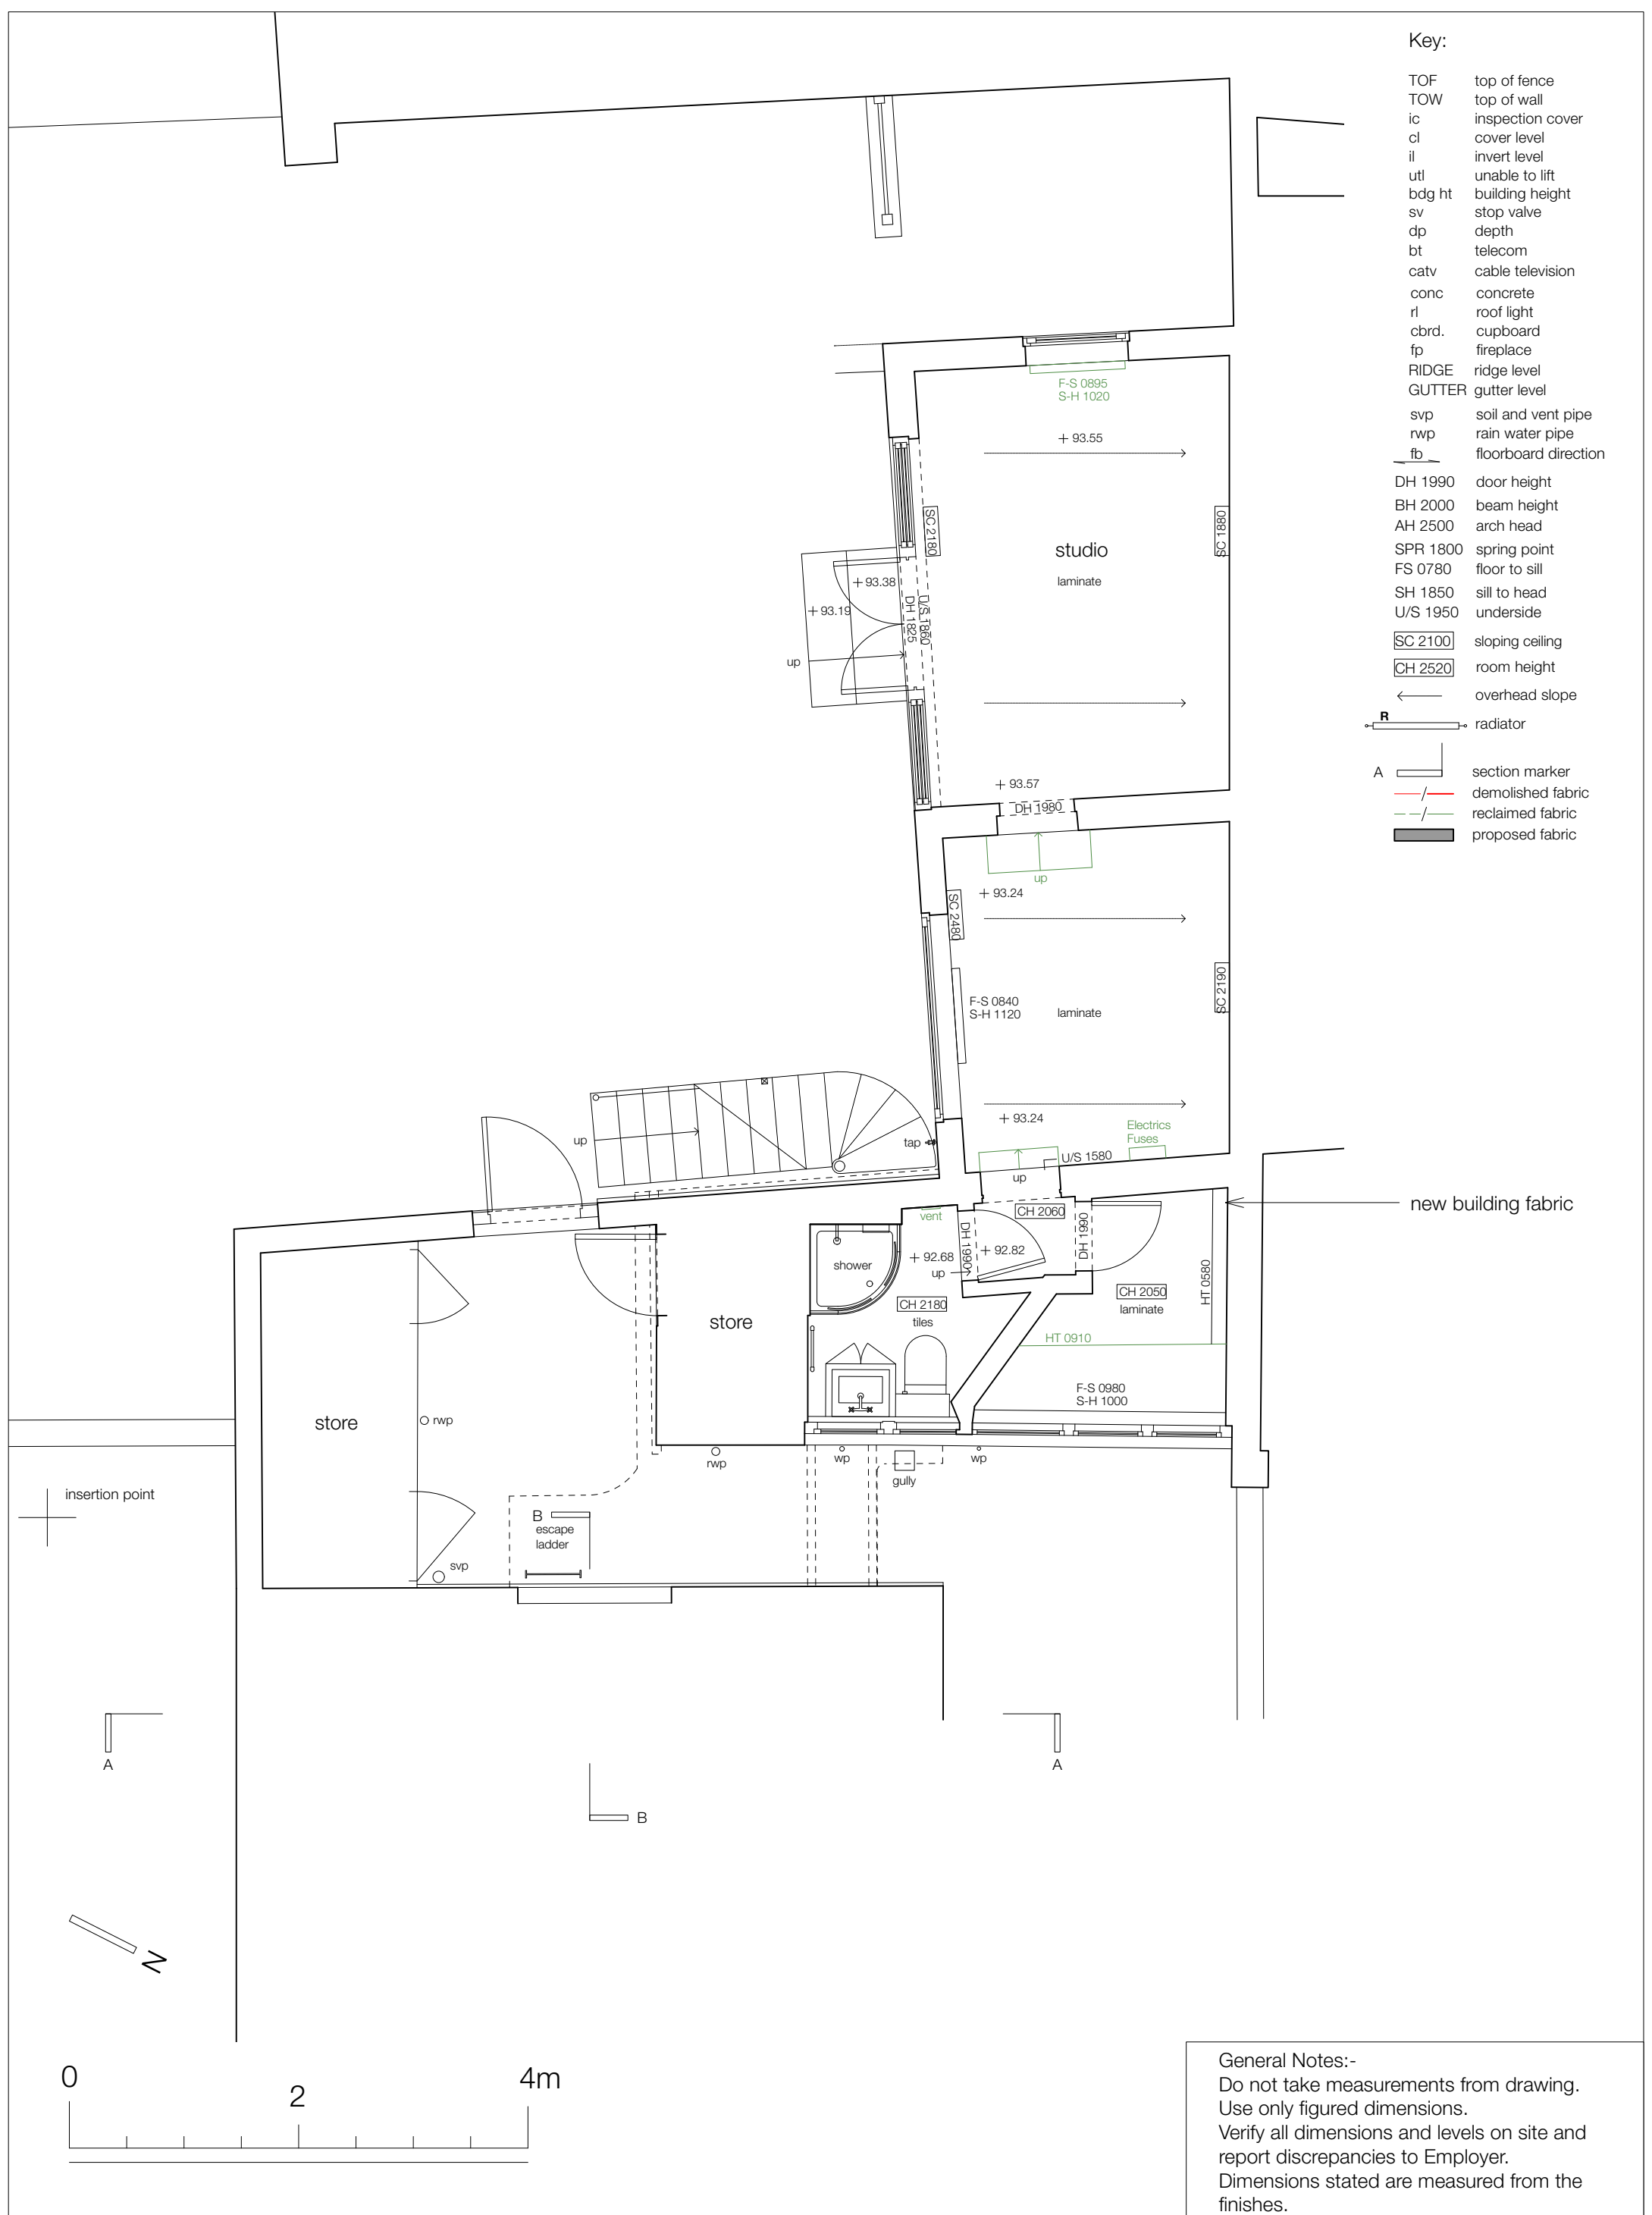 Key:
TOF top of fence
TOW top of wall
ic inspection cover
cl cover level
il invert level
utl unable to lift
bdg ht building height
sv stop valve
dp depth
bt telecom
catv cable television
conc concrete
rl roof light
cbrd. cupboard
fp fireplace
RIDGE ridge level
GUTTER gutter level
svp soil and vent pipe
rwp rain water pipe
fb floorboard direction
DH 1990 door height
BH 2000 beam height
AH 2500 arch head
SPR 1800 spring point
FS 0780 floor to sill
SH 1850 sill to head
U/S 1950 underside
SC 2100 sloping ceiling
CH 2520 room height
overhead slope
R radiator
A section marker
demolished fabric
reclaimed fabric
proposed fabric
F-S 0895
S-H 1020
+ 93.55
SC 2180
SC 1880
studio
laminate
+ 93.38
+ 93.19
DH 1825
U/S 1860
up
+ 93.57
DH 1980
up
+ 93.24
SC 2480
SC 2190
F-S 0840
S-H 1120
laminate
+ 93.24
Electrics
Fuses
up
tap
U/S 1580
up
new building fabric
vent
CH 2060
DH 1990
DH 1990
shower
+ 92.68
+ 92.82
up
CH 2050
laminate
HT 0580
CH 2180
tiles
store
HT 0910
F-S 0980
S-H 1000
store
rwp
rwp
wp
wp
gully
insertion point
B
escape
ladder
svp
A
A
B
N
0
2
4m
General Notes:-
Do not take measurements from drawing.
Use only figured dimensions.
Verify all dimensions and levels on site and
report discrepancies to Employer.
Dimensions stated are measured from the
finishes.